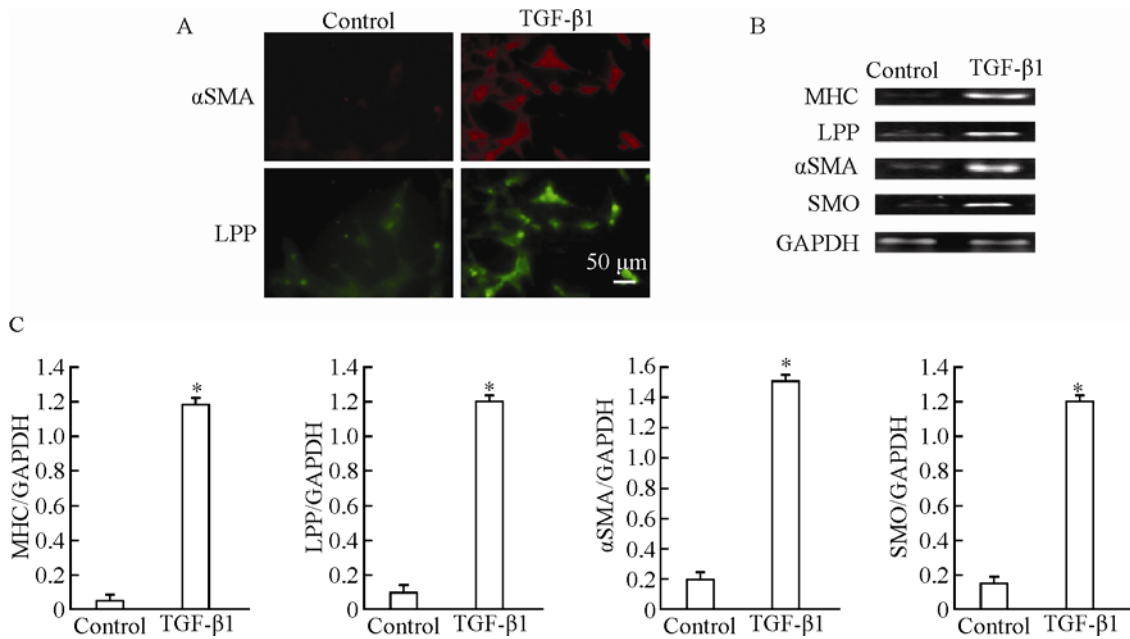 A
Control
TGF-β1
αSMA
LPP
50 μm
B
Control
TGF-β1
MHC
LPP
αSMA
SMO
GAPDH
C
MHC/GAPDH
1.4
1.2
1.0
0.8
0.6
0.4
0.2
0
*
Control
TGF-β1
LPP/GAPDH
1.4
1.2
1.0
0.8
0.6
0.4
0.2
0
*
Control
TGF-β1
αSMA/GAPDH
1.6
1.4
1.2
1.0
0.8
0.6
0.4
0.2
0
*
Control
TGF-β1
SMO/GAPDH
1.4
1.2
1.0
0.8
0.6
0.4
0.2
0
*
Control
TGF-β1